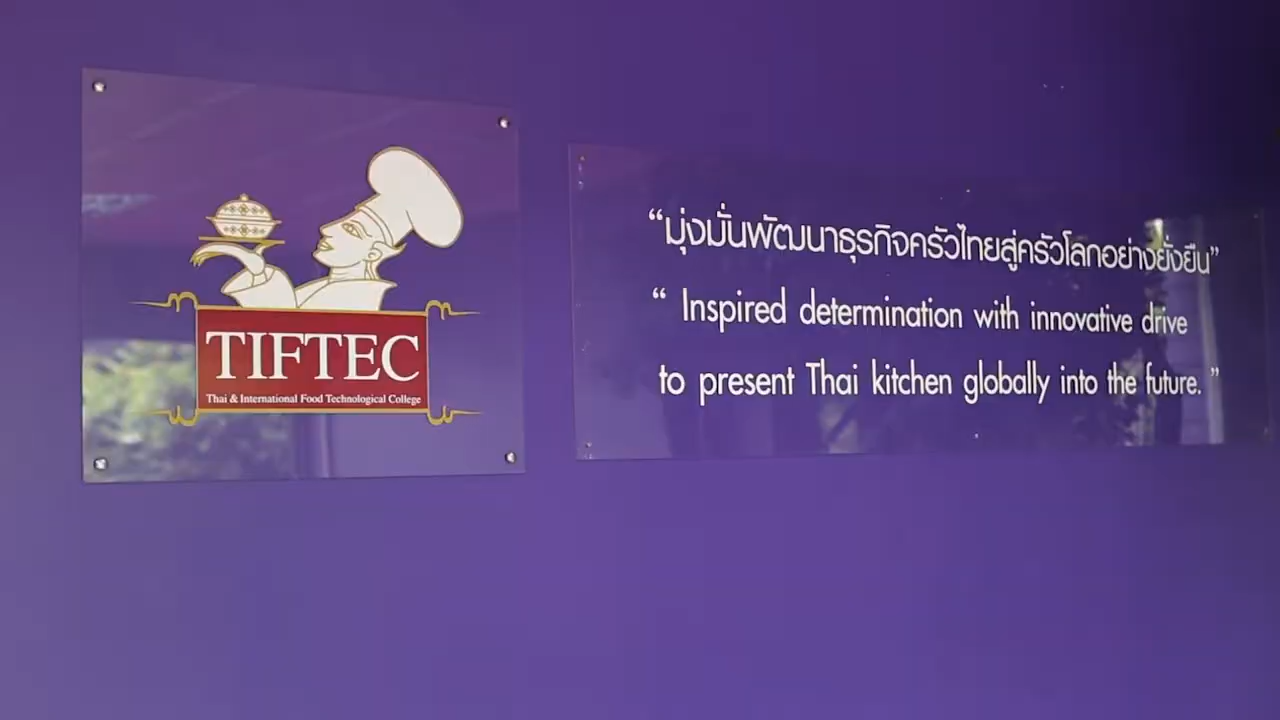 TIFTEC
Thai & International Food Technological College
“มุ่งมั่นพัฒนาธุรกิจครัวไทยสู่ครัวโลกอย่างยั่งยืน”
“ Inspired determination with innovative drive
to present Thai kitchen globally into the future. ”